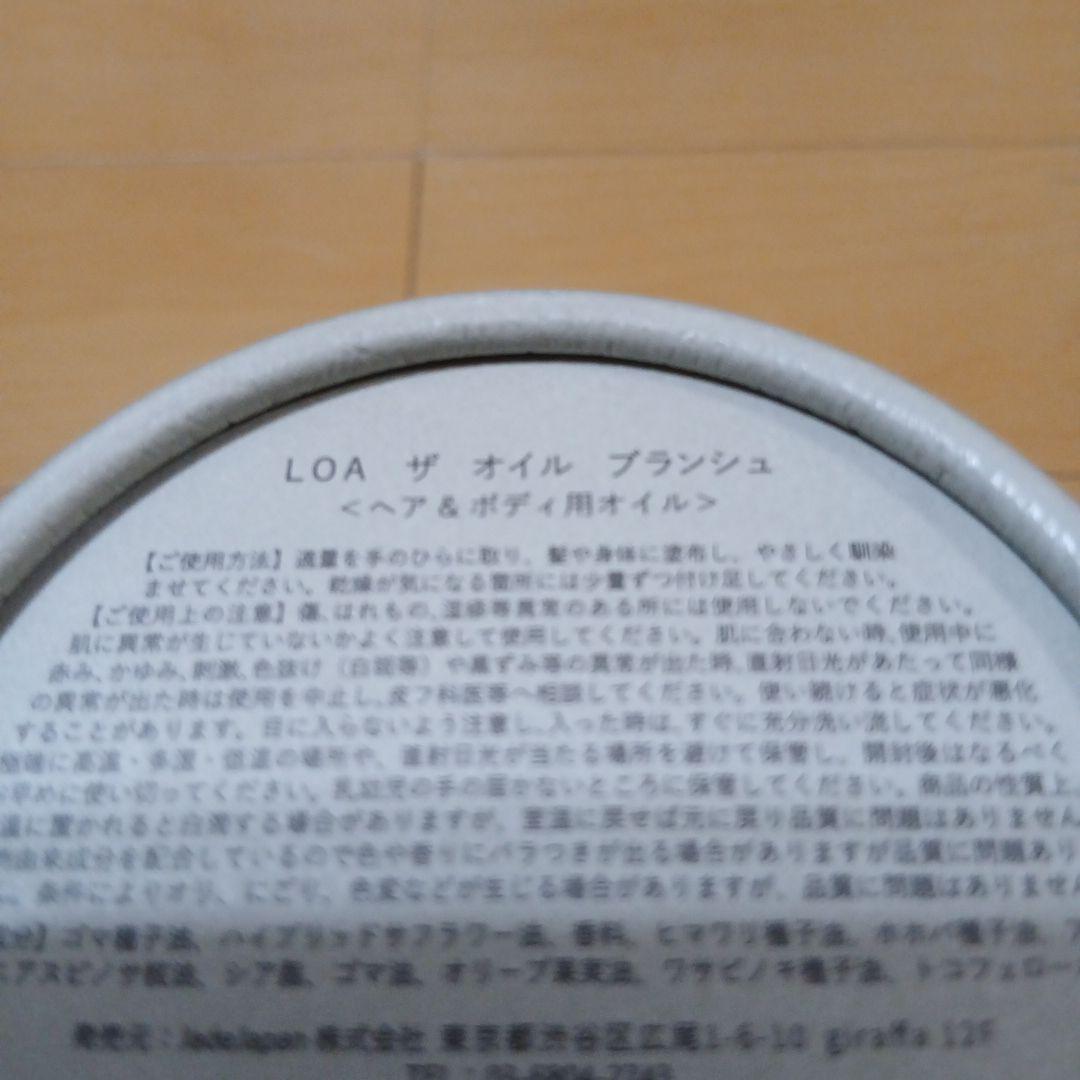 LOA ザ オイル ブランシュ
<ヘア&ボディ用オイル>
【ご使用方法】適量を手のひらに取り、髪や身体に塗布し、やさしく馴染
ませてください。乾燥が気になる箇所には少量ずつ付け足してください。
【ご使用上の注意】傷、はれもの、湿疹等異常のある所には使用しないでください。
肌に異常が生じていないかよく注意して使用してください。肌に合わない時、使用中に
赤み、かゆみ、刺激、色抜け（白斑等）や黒ずみ等の異常が出た時、直射日光があたって同様
の異常が出た時は使用を中止し、皮フ科医等へ相談してください。使い続けると症状が悪化
することがあります。目に入らないよう注意し、入った時は、すぐに充分洗い流してください。
極端に高温・多湿・低温の場所や、直射日光が当たる場所を避けて保管し、開封後はなるべく
早めに使い切ってください。乳幼児の手の届かないところに保管してください。商品の性質上、
温に置かれると白濁する場合がありますが、室温に戻せば元に戻り品質に問題はありません
由来成分を配合しているので色や香りにバラつきが出る場合がありますが品質に問題あり
、条件によりオリ、にごり、色変などが生じる場合がありますが、品質に問題はありません
】ゴマ種子油、ハイブリッドサフラワー油、香料、ヒマワリ種子油、ホホバ種子油、ア
ニアスピノサ核油、シア脂、ゴマ油、オリーブ果実油、ワサビノキ種子油、トコフェロー
発売元：JadeJapan株式会社 東京都渋谷区広尾1-6-10 giraffa 12F
TEL：03-6804-7743